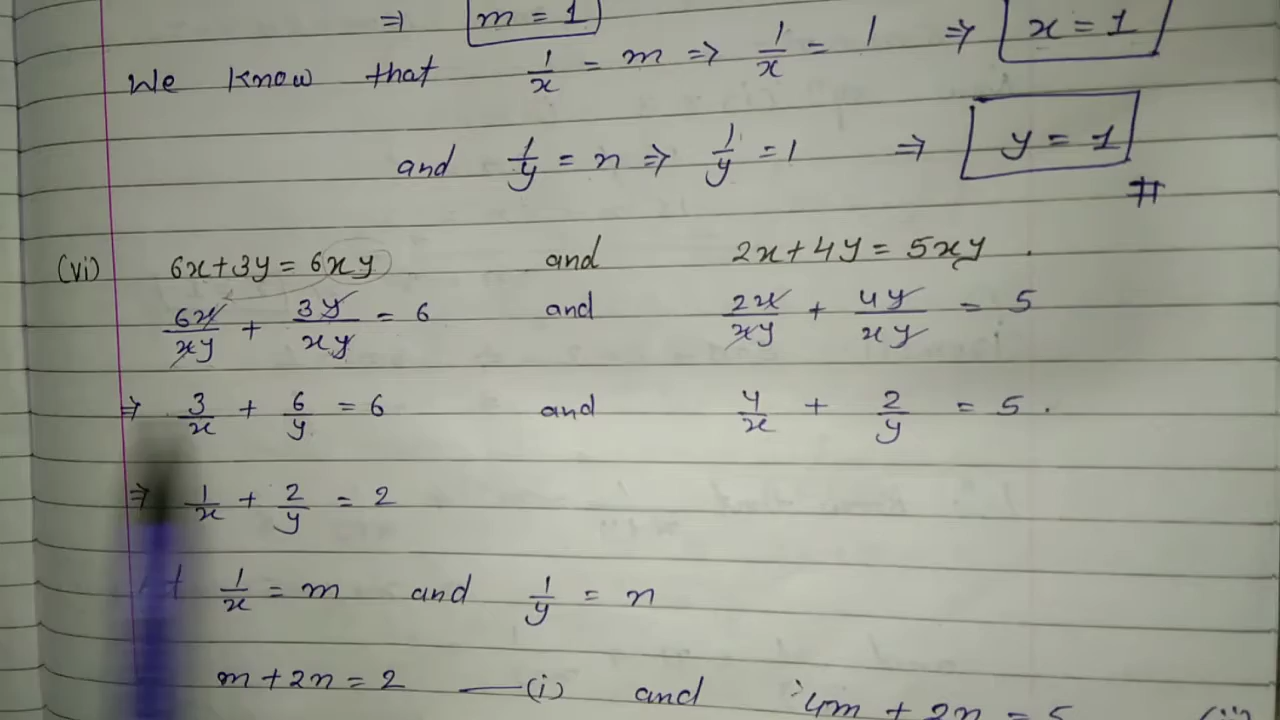 ⇒ m = 1
We know that 1/x = m ⇒ 1/x = 1 ⇒ x = 1
and 1/y = n ⇒ 1/y = 1 ⇒ y = 1
#
(vi) 6x+3y = 6xy and 2x+4y = 5xy .
6x/xy + 3y/xy = 6 and 2x/xy + 4y/xy = 5
⇒ 3/x + 6/y = 6 and 4/x + 2/y = 5 .
⇒ 1/x + 2/y = 2
1/x = m and 1/y = n
m+2n = 2 —(i) and 4m + 2n = 5